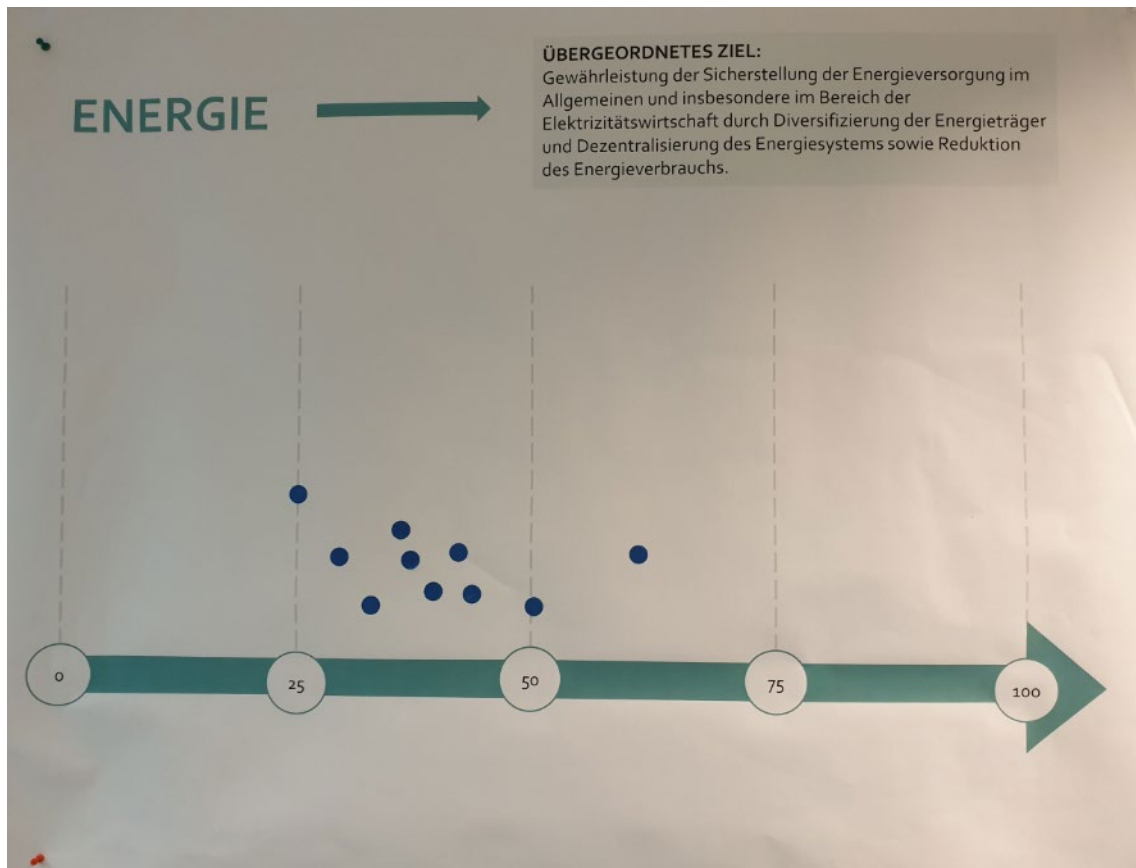 ENERGIE
ÜBERGEORDNETES ZIEL:
Gewährleistung der Sicherstellung der Energieversorgung im
Allgemeinen und insbesondere im Bereich der
Elektrizitätswirtschaft durch Diversifizierung der Energieträger
und Dezentralisierung des Energiesystems sowie Reduktion
des Energieverbrauchs.
0
25
50
75
100